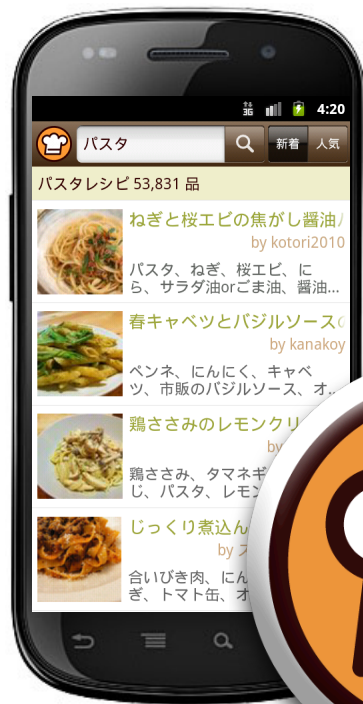 3G 4:20
パスタ 新着 人気
パスタレシピ 53,831 品
ねぎと桜エビの焦がし醤油
by kotori2010
パスタ、ねぎ、桜エビ、に
ら、サラダ油orごま油、醤油...
春キャベツとバジルソース
by kanakoy
ペンネ、にんにく、キャベ
ツ、市販のバジルソース、オ...
鶏ささみのレモンクリ
by
鶏ささみ、タマネギ
じ、パスタ、レモン
じっくり煮込ん
by ス
合いびき肉、にん
ぎ、トマト缶、オ